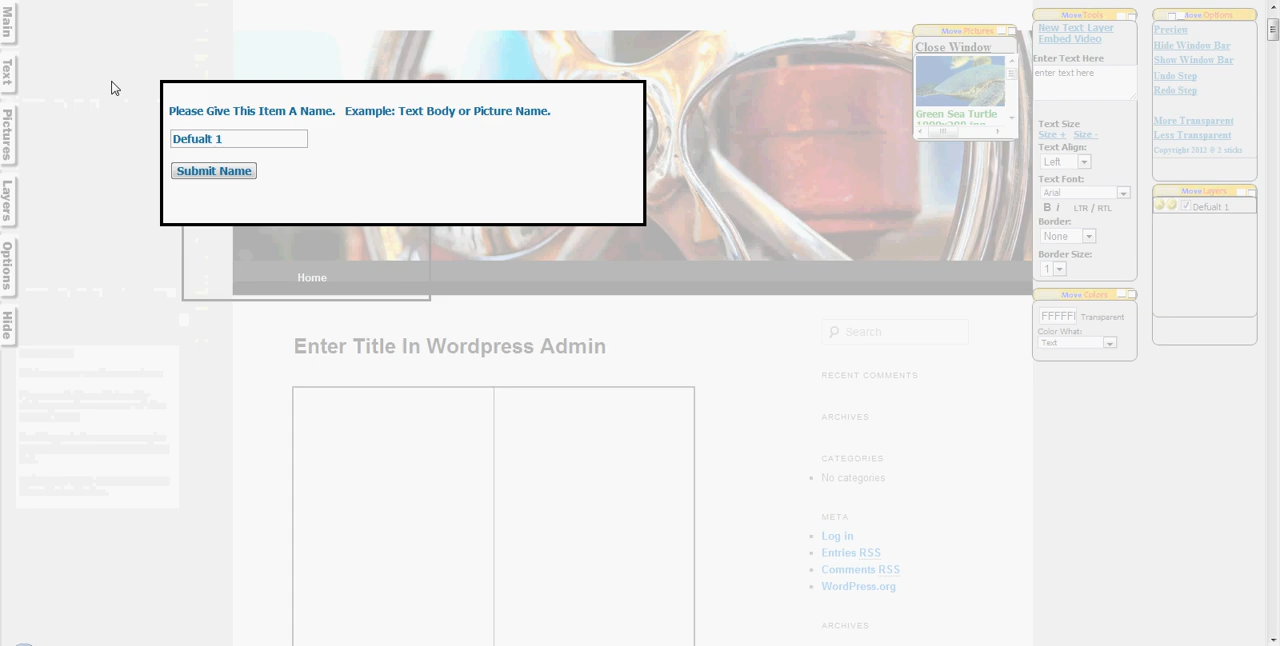 Main
Text
Pictures
Layers
Options
Hide
Please Give This Item A Name. Example: Text Body or Picture Name.
Defualt 1
Submit Name
Home
Enter Title In Wordpress Admin
Search
RECENT COMMENTS
ARCHIVES
CATEGORIES
No categories
META
Log in
Entries RSS
Comments RSS
WordPress.org
ARCHIVES
Move Pictures
Close Window
Green Sea Turtle
Move Tools
New Text Layer
Embed Video
Enter Text Here
enter text here
Text Size
Size + Size -
Text Align:
Left
Text Font:
Arial
B i LTR / RTL
Border:
None
Border Size:
1
Move Colors
FFFFF
Transparent
Color What:
Text
Move Options
Preview
Hide Window Bar
Show Window Bar
Undo Step
Redo Step
More Transparent
Less Transparent
Copyright 2012 @ 2 sticks
Move Layers
Defualt 1